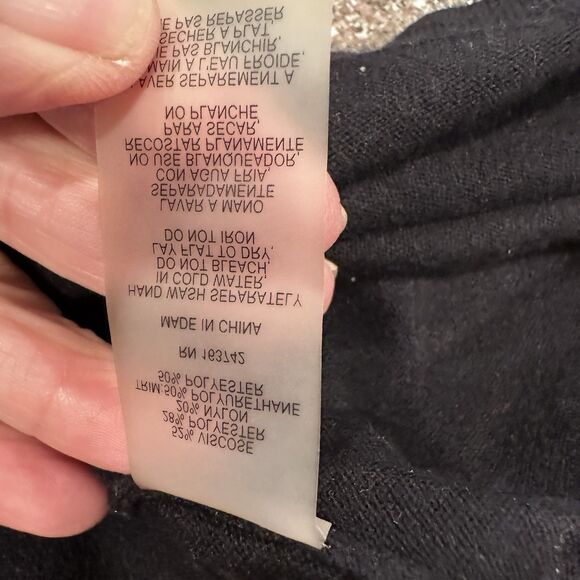 52% VISCOSE
28% POLYESTER
20% NYLON
TRIM:50% POLYURETHANE
50% POLYESTER
RN 163742
MADE IN CHINA
HAND WASH SEPARATELY
IN COLD WATER,
DO NOT BLEACH,
LAY FLAT TO DRY,
DO NOT IRON
LAVAR A MANO
SEPARADAMENTE
CON AGUA FRIA,
NO USE BLANQUEADOR,
RECOSTAR PLANAMENTE
PARA SECAR,
NO PLANCHE
LAVER SEPAREMENT A
MAIN A L'EAU FROIDE,
NE PAS BLANCHIR,
SECHER A PLAT,
NE PAS REPASSER